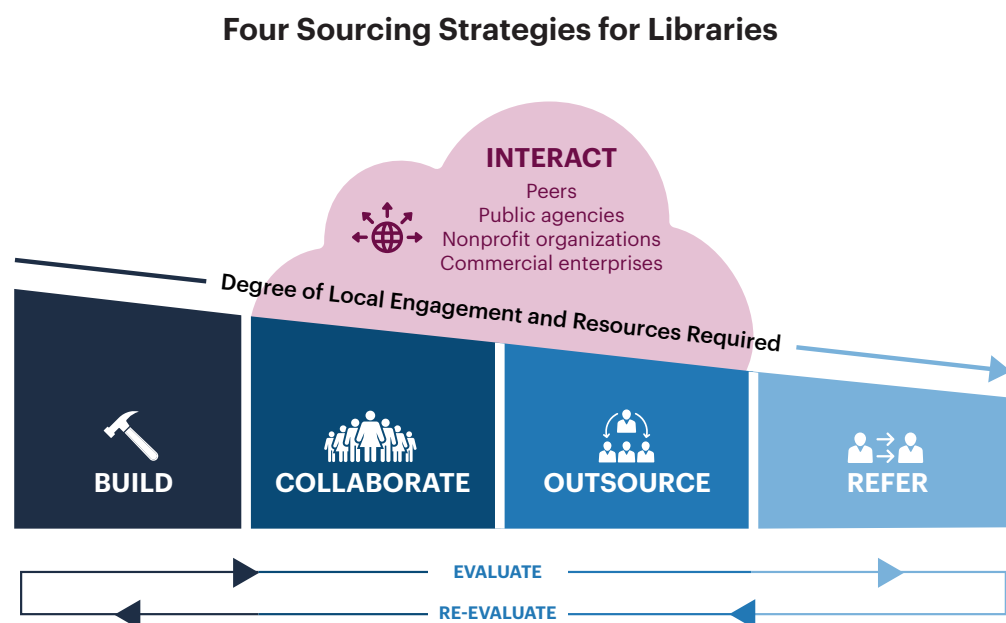 Four Sourcing Strategies for Libraries
INTERACT
Peers
Public agencies
Nonprofit organizations
Commercial enterprises
Degree of Local Engagement and Resources Required
BUILD
COLLABORATE
OUTSOURCE
REFER
EVALUATE
RE-EVALUATE